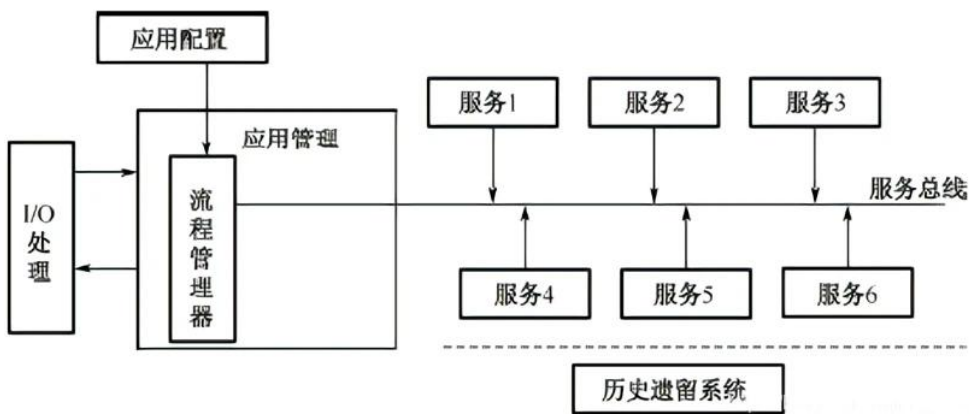 应用配置
应用管理
I/O
处
理
流
程
管
理
器
服务1
服务2
服务3
服务总线
服务4
服务5
服务6
历史遗留系统